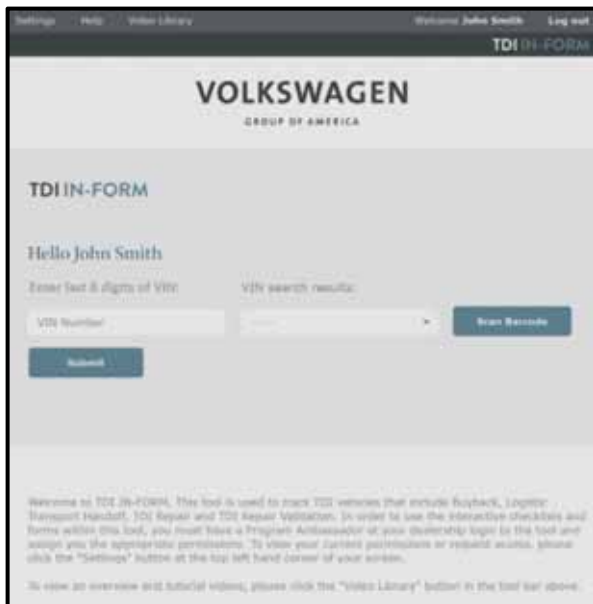 Settings Help Video Library Welcome John Smith Log out
TDI IN-FORM
VOLKSWAGEN
GROUP OF AMERICA
TDI IN-FORM
Hello John Smith
Enter last 8 digits of VIN: VIN search results:
VIN Number Scan Barcode
Submit
Welcome to TDI IN-FORM. This tool is used to track TDI vehicles that include Buyback, Logistic
Transport Handoff, TDI Repair and TDI Repair Validation. In order to use the interactive checklists and
forms within this tool, you must have a Program Ambassador at your dealership login to the tool and
assign you the appropriate permissions. To view your current permissions or request access, please
click the "Settings" button at the top left hand corner of your screen.
To view an overview and tutorial videos, please click the "Video Library" button in the tool bar above.